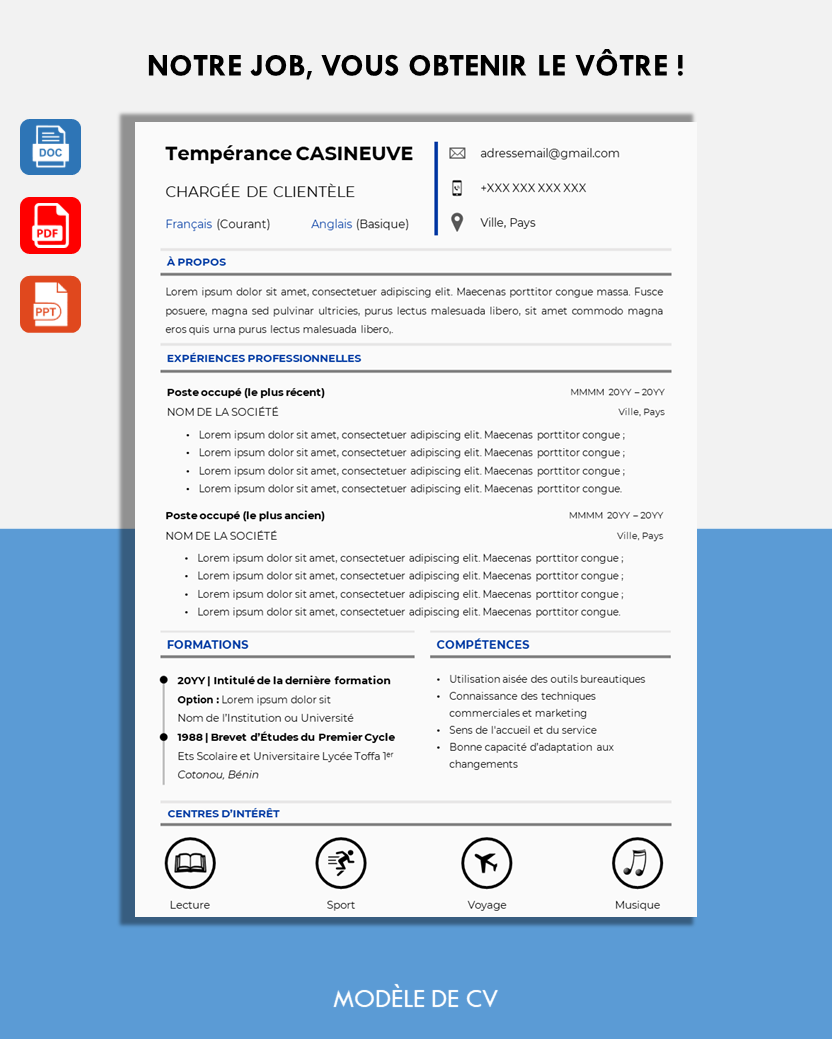 NOTRE JOB, VOUS OBTENIR LE VÔTRE !
DOC
PDF
PPT
Tempérance CASINEUVE
CHARGÉE DE CLIENTÈLE
Français (Courant) Anglais (Basique)
adressemail@gmail.com
+XXX XXX XXX XXX
Ville, Pays
À PROPOS
Lorem ipsum dolor sit amet, consectetuer adipiscing elit. Maecenas porttitor congue massa. Fusce
posuere, magna sed pulvinar ultricies, purus lectus malesuada libero, sit amet commodo magna
eros quis urna purus lectus malesuada libero,.
EXPÉRIENCES PROFESSIONNELLES
Poste occupé (le plus récent) MMMM 20YY – 20YY
NOM DE LA SOCIÉTÉ Ville, Pays
• Lorem ipsum dolor sit amet, consectetuer adipiscing elit. Maecenas porttitor congue ;
• Lorem ipsum dolor sit amet, consectetuer adipiscing elit. Maecenas porttitor congue ;
• Lorem ipsum dolor sit amet, consectetuer adipiscing elit. Maecenas porttitor congue ;
• Lorem ipsum dolor sit amet, consectetuer adipiscing elit. Maecenas porttitor congue.
Poste occupé (le plus ancien) MMMM 20YY – 20YY
NOM DE LA SOCIÉTÉ Ville, Pays
• Lorem ipsum dolor sit amet, consectetuer adipiscing elit. Maecenas porttitor congue ;
• Lorem ipsum dolor sit amet, consectetuer adipiscing elit. Maecenas porttitor congue ;
• Lorem ipsum dolor sit amet, consectetuer adipiscing elit. Maecenas porttitor congue ;
• Lorem ipsum dolor sit amet, consectetuer adipiscing elit. Maecenas porttitor congue.
FORMATIONS
20YY | Intitulé de la dernière formation
Option : Lorem ipsum dolor sit
Nom de l'Institution ou Université
1988 | Brevet d'Études du Premier Cycle
Ets Scolaire et Universitaire Lycée Toffa 1er
Cotonou, Bénin
COMPÉTENCES
• Utilisation aisée des outils bureautiques
• Connaissance des techniques
commerciales et marketing
• Sens de l'accueil et du service
• Bonne capacité d'adaptation aux
changements
CENTRES D'INTÉRÊT
Lecture Sport Voyage Musique
MODÈLE DE CV